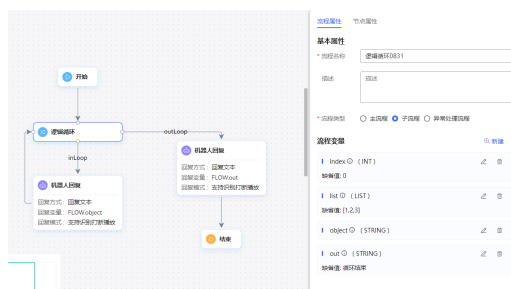 开始
逻辑循环
outLoop
inLoop
机器人回复
回复方式：回复文本
回复变量：FLOW.out
回复模式：支持识别打断播放
机器人回复
回复方式：回复文本
回复变量：FLOW.object
回复模式：支持识别打断播放
结束
流程属性 节点属性
基本属性
* 流程名称 逻辑循环0831
描述 描述
* 流程类型 主流程 子流程 异常处理流程
流程变量 新建
index ( INT )
缺省值: 0
list ( LIST )
缺省值: [1,2,3]
object ( STRING )
out ( STRING )
缺省值: 循环结束